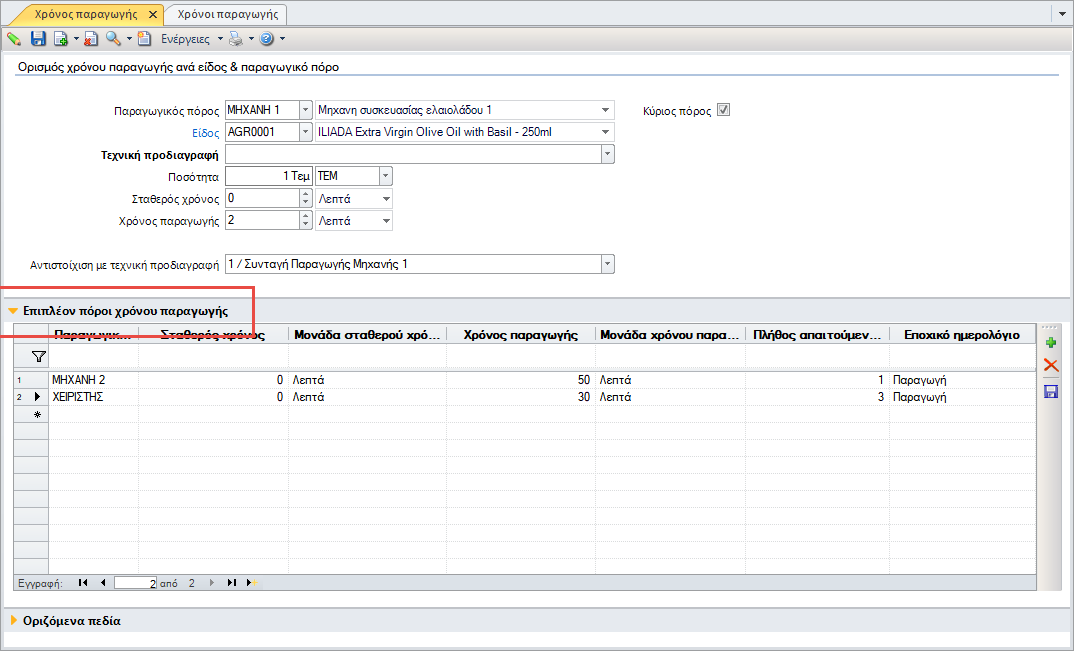 Χρόνος παραγωγής Χρόνοι παραγωγής
Ενέργειες
Ορισμός χρόνου παραγωγής ανά είδος & παραγωγικό πόρο
Παραγωγικός πόρος ΜΗΧΑΝΗ 1 Μηχανη συσκευασίας ελαιολάδου 1 Κύριος πόρος
Είδος AGR0001 ILIADA Extra Virgin Olive Oil with Basil - 250ml
Τεχνική προδιαγραφή
Ποσότητα 1 Τεμ ΤΕΜ
Σταθερός χρόνος 0 Λεπτά
Χρόνος παραγωγής 2 Λεπτά
Αντιστοίχιση με τεχνική προδιαγραφή 1 / Συνταγή Παραγωγής Μηχανής 1
Επιπλέον πόροι χρόνου παραγωγής
Παραγωγικ... Σταθερός χρόνος Μονάδα σταθερού χρό... Χρόνος παραγωγής Μονάδα χρόνου παρα... Πλήθος απαιτούμεν... Εποχικό ημερολόγιο
1 ΜΗΧΑΝΗ 2 0 Λεπτά 50 Λεπτά 1 Παραγωγή
2 ΧΕΙΡΙΣΤΗΣ 0 Λεπτά 30 Λεπτά 3 Παραγωγή
Εγγραφή: 2 από 2
Οριζόμενα πεδία